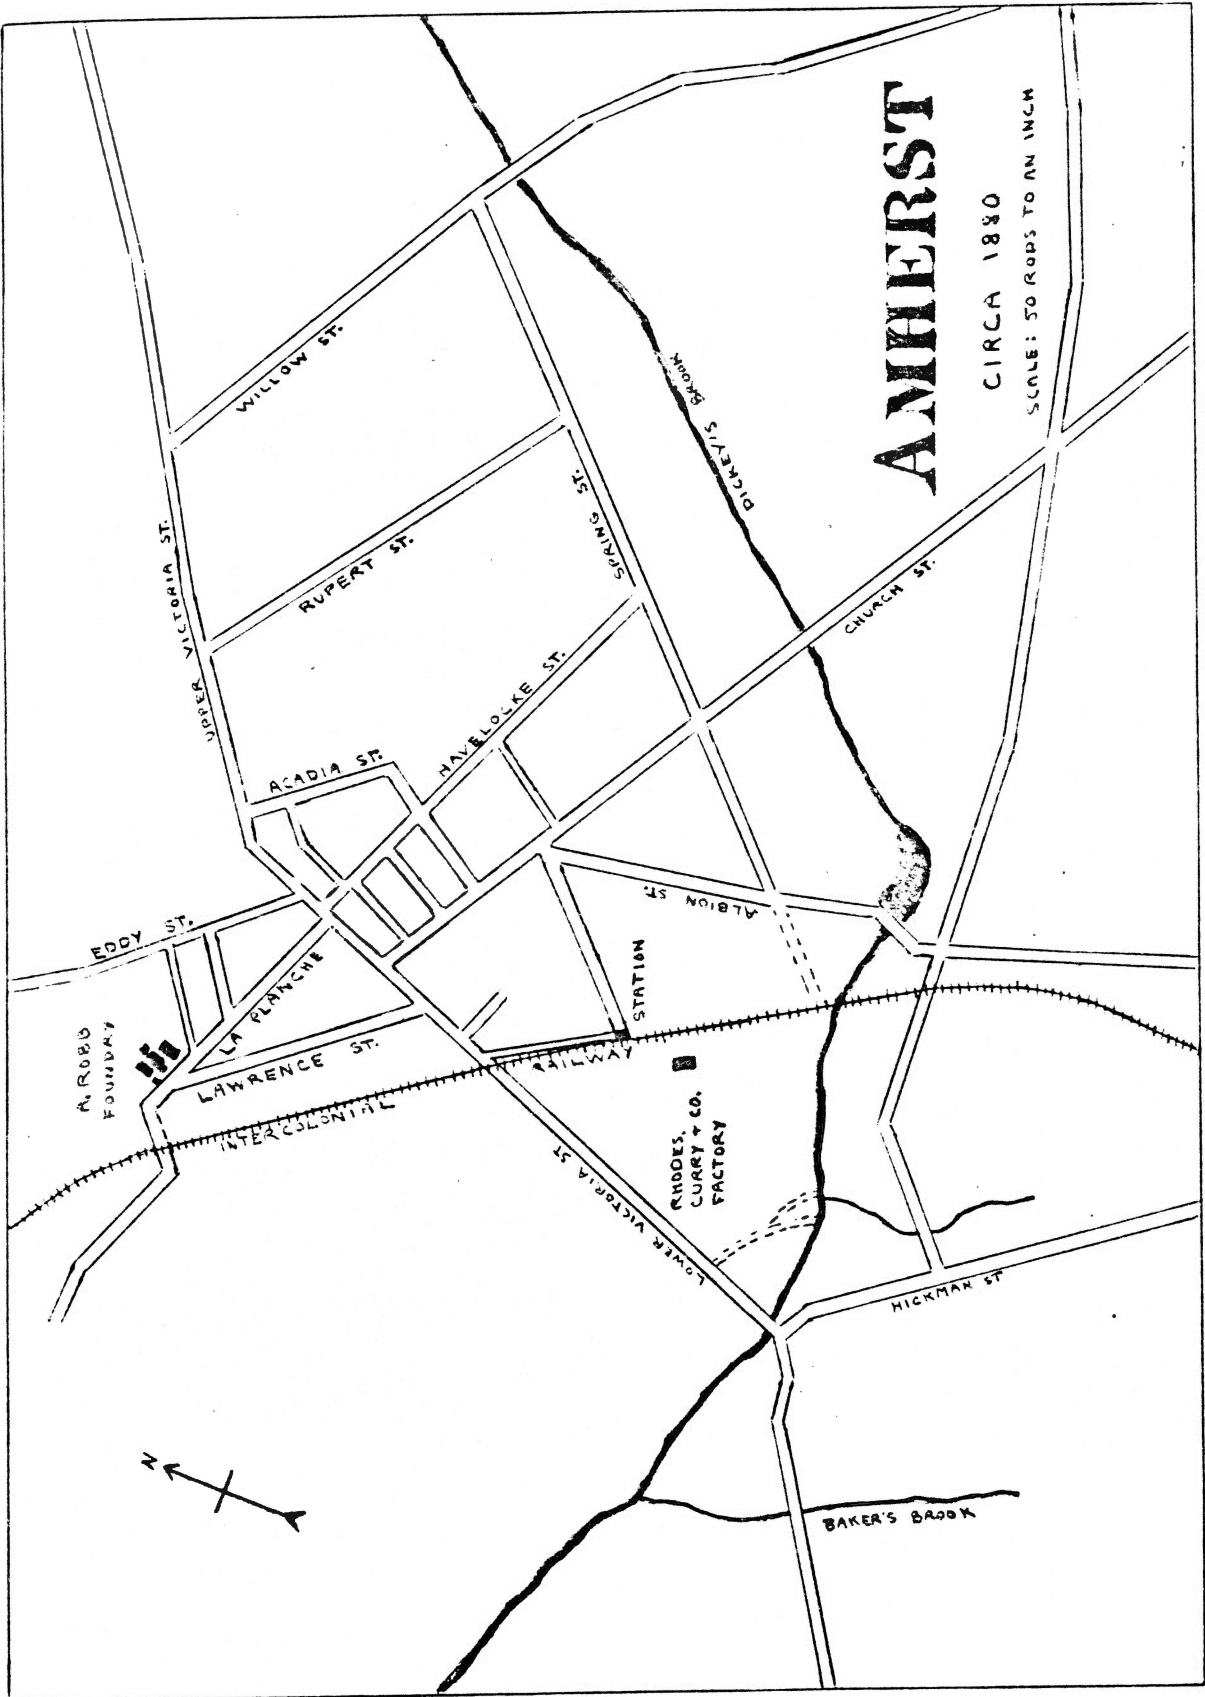 AMHERST
CIRCA 1880
SCALE: 50 RODS TO AN INCH
WILLOW ST.
DICKEY'S BROOK
UPPER VICTORIA ST.
RUPERT ST.
SPRING ST.
CHURCH ST.
ACADIA ST.
HAVELOCKE ST.
EDDY ST.
ALBION ST.
LA PLANCHE
STATION
A. ROBB
FOUNDRY
LAWRENCE ST.
INTERCOLONIAL RAILWAY
RHODES,
CURRY + CO.
FACTORY
LOWER VICTORIA ST
HICKMAN ST
N
BAKER'S BROOK